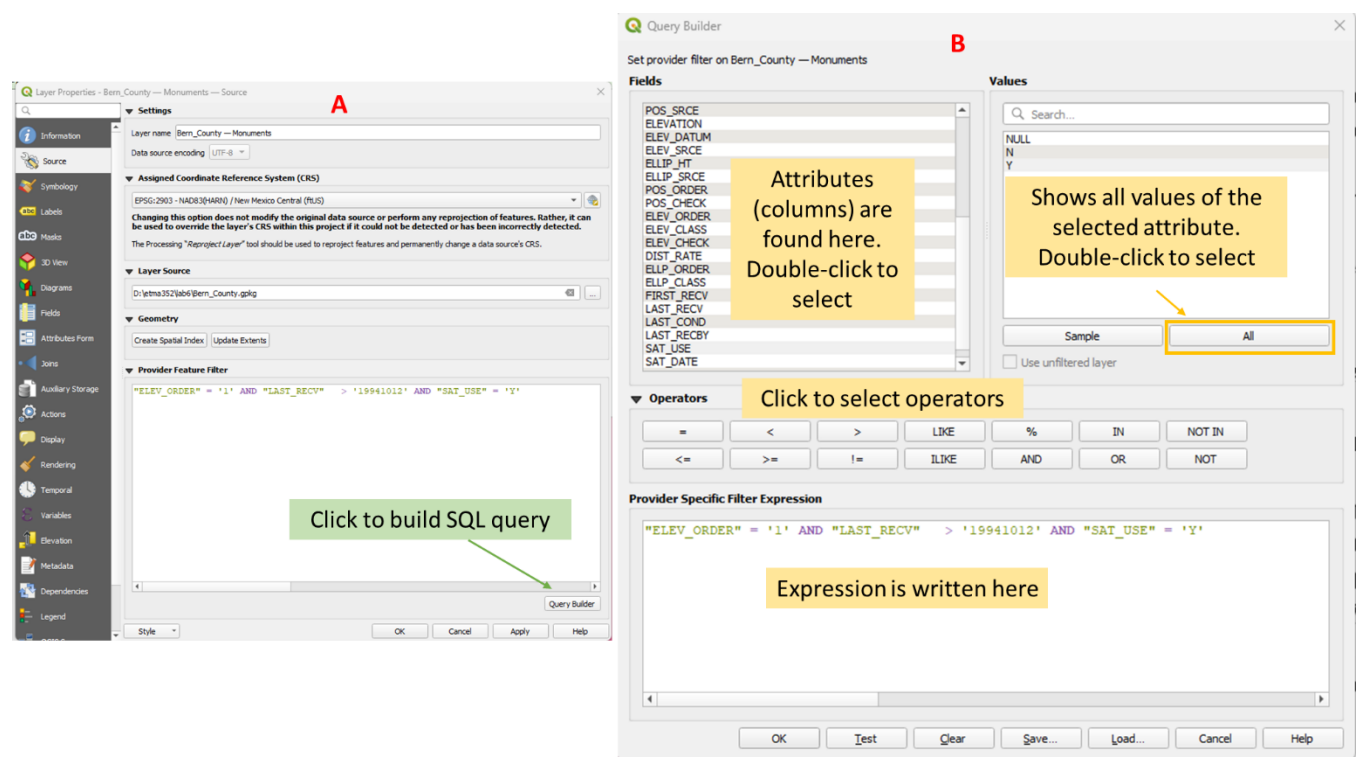 Layer Properties - Bern_County — Monuments — Source
A
Information
Source
Symbology
abc Labels
abc Masks
3D View
Diagrams
Fields
Attributes Form
Joins
Auxiliary Storage
Actions
Display
Rendering
Temporal
Variables
Elevation
Metadata
Dependencies
Legend
Settings
Layer name Bern_County — Monuments
Data source encoding UTF-8
Assigned Coordinate Reference System (CRS)
EPSG:2903 - NAD83(HARN) / New Mexico Central (ftUS)
Changing this option does not modify the original data source or perform any reprojection of features. Rather, it can
be used to override the layer's CRS within this project if it could not be detected or has been incorrectly detected.
The Processing "Reproject Layer" tool should be used to reproject features and permanently change a data source's CRS.
Layer Source
D:\etma352\lab6\Bern_County.gpkg
...
Geometry
Create Spatial Index Update Extents
Provider Feature Filter
"ELEV_ORDER" = '1' AND "LAST_RECV" > '19941012' AND "SAT_USE" = 'Y'
Click to build SQL query
Query Builder
Style OK Cancel Apply Help
Query Builder
B
Set provider filter on Bern_County — Monuments
Fields
POS_SRCE
ELEVATION
ELEV_DATUM
ELEV_SRCE
ELLIP_HT
ELLIP_SRCE
POS_ORDER
POS_CHECK
ELEV_ORDER
ELEV_CLASS
ELEV_CHECK
DIST_RATE
ELLP_ORDER
ELLP_CLASS
FIRST_RECV
LAST_RECV
LAST_COND
LAST_RECBY
SAT_USE
SAT_DATE
Attributes
(columns) are
found here.
Double-click to
select
Values
Search...
NULL
N
Y
Shows all values of the
selected attribute.
Double-click to select
Sample All
Use unfiltered layer
Operators
Click to select operators
= < > LIKE % IN NOT IN
<= >= != ILIKE AND OR NOT
Provider Specific Filter Expression
"ELEV_ORDER" = '1' AND "LAST_RECV" > '19941012' AND "SAT_USE" = 'Y'
Expression is written here
OK Test Clear Save... Load... Cancel Help